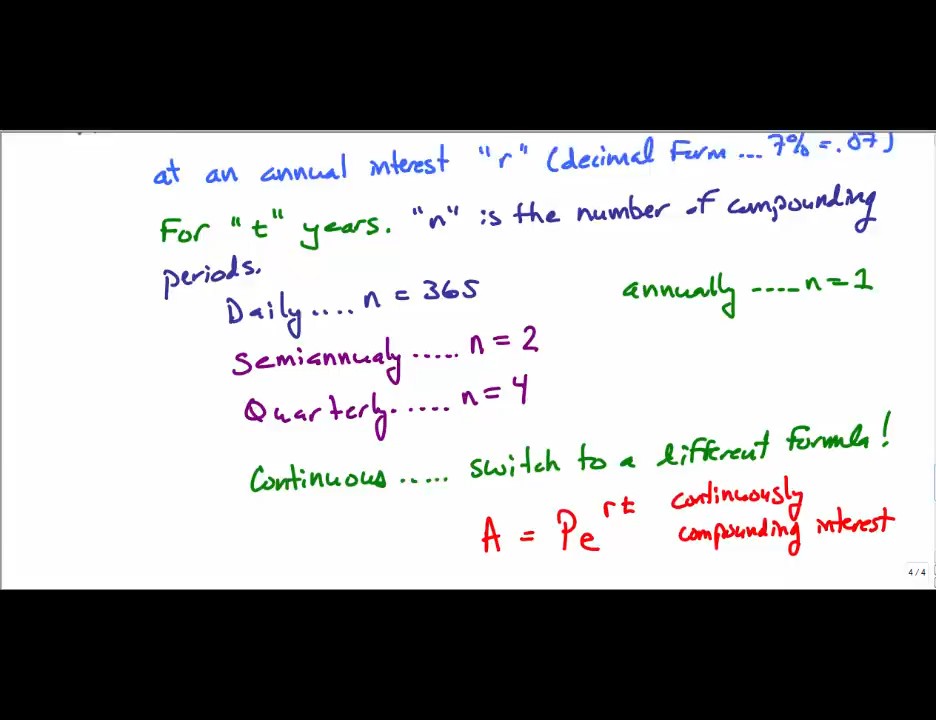 at an annual interest "r" (decimal Form ... 7% = .07)
For "t" years. "n" is the number of compounding
periods.
Daily .... n = 365
annually .... n = 1
Semiannualy ..... n = 2
Quarterly ...... n = 4
Continuous ..... switch to a different formula!
A = Pe^rt continuously
compounding interest
4 / 4